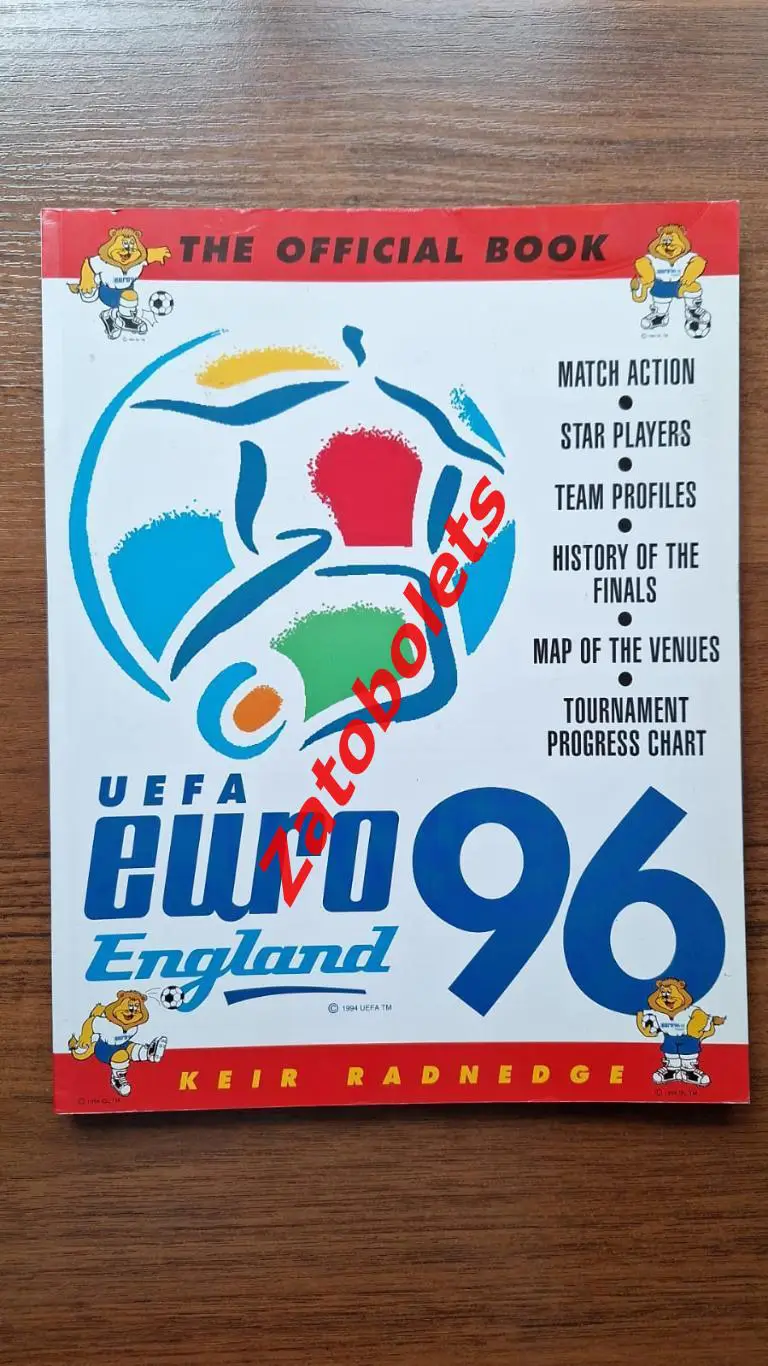 THE OFFICIAL BOOK
MATCH ACTION
●
STAR PLAYERS
●
TEAM PROFILES
●
HISTORY OF THE
FINALS
●
MAP OF THE VENUES
●
TOURNAMENT
PROGRESS CHART
Zatobolets
UEFA
euro 96
England
© 1994 UEFA TM
KEIR RADNEDGE